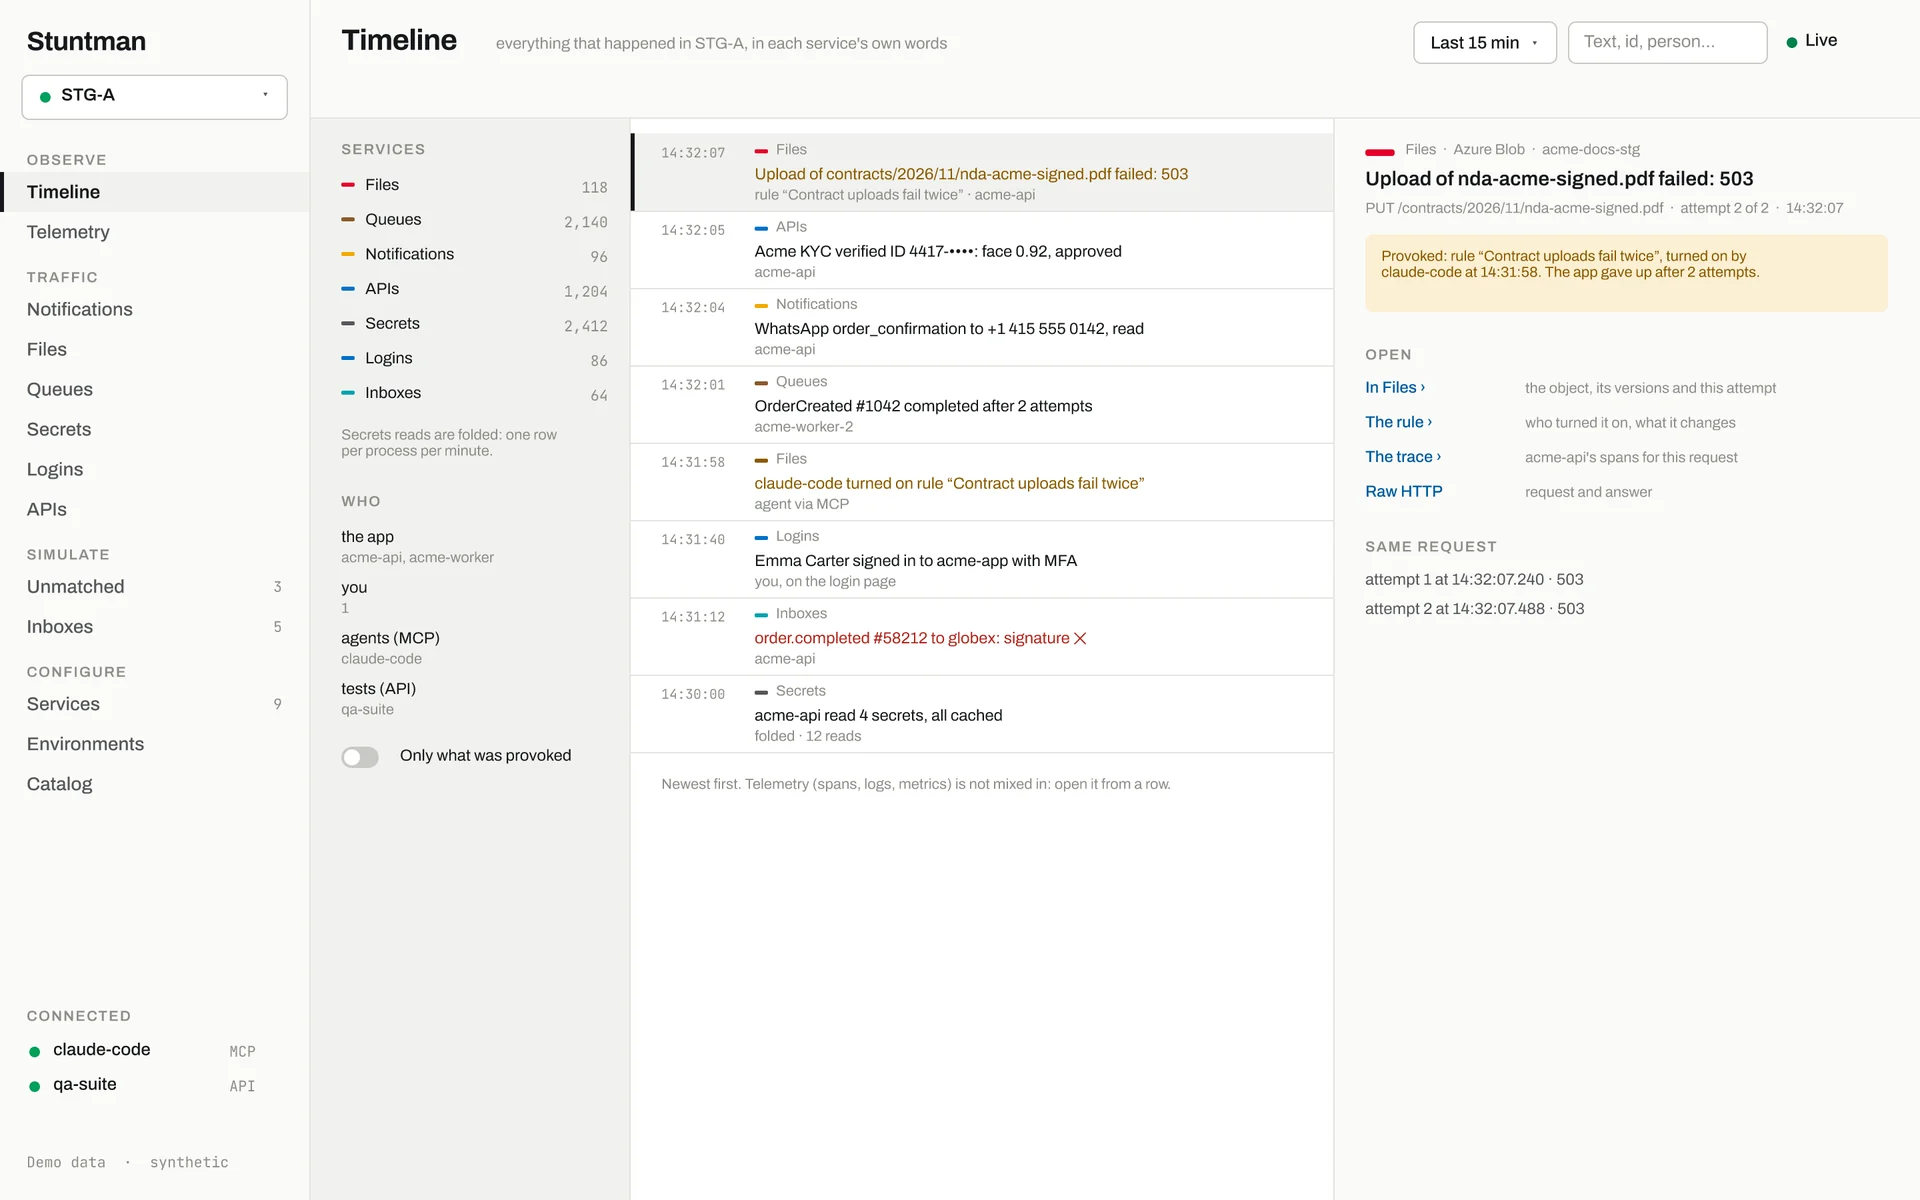 Stuntman
STG-A
OBSERVE
Timeline
Telemetry
TRAFFIC
Notifications
Files
Queues
Secrets
Logins
APIs
SIMULATE
Unmatched 3
Inboxes 5
CONFIGURE
Services 9
Environments
Catalog
CONNECTED
claude-code MCP
qa-suite API
Demo data · synthetic
Timeline everything that happened in STG-A, in each service's own words
Last 15 min
Text, id, person...
Live
SERVICES
Files 118
Queues 2,140
Notifications 96
APIs 1,204
Secrets 2,412
Logins 86
Inboxes 64
Secrets reads are folded: one row
per process per minute.
WHO
the app
acme-api, acme-worker
you
1
agents (MCP)
claude-code
tests (API)
qa-suite
Only what was provoked
14:32:07 Files
Upload of contracts/2026/11/nda-acme-signed.pdf failed: 503
rule “Contract uploads fail twice” · acme-api
14:32:05 APIs
Acme KYC verified ID 4417-••••: face 0.92, approved
acme-api
14:32:04 Notifications
WhatsApp order_confirmation to +1 415 555 0142, read
acme-api
14:32:01 Queues
OrderCreated #1042 completed after 2 attempts
acme-worker-2
14:31:58 Files
claude-code turned on rule “Contract uploads fail twice”
agent via MCP
14:31:40 Logins
Emma Carter signed in to acme-app with MFA
you, on the login page
14:31:12 Inboxes
order.completed #58212 to globex: signature ✕
acme-api
14:30:00 Secrets
acme-api read 4 secrets, all cached
folded · 12 reads
Newest first. Telemetry (spans, logs, metrics) is not mixed in: open it from a row.
Files · Azure Blob · acme-docs-stg
Upload of nda-acme-signed.pdf failed: 503
PUT /contracts/2026/11/nda-acme-signed.pdf · attempt 2 of 2 · 14:32:07
Provoked: rule “Contract uploads fail twice”, turned on by
claude-code at 14:31:58. The app gave up after 2 attempts.
OPEN
In Files › the object, its versions and this attempt
The rule › who turned it on, what it changes
The trace › acme-api's spans for this request
Raw HTTP request and answer
SAME REQUEST
attempt 1 at 14:32:07.240 · 503
attempt 2 at 14:32:07.488 · 503